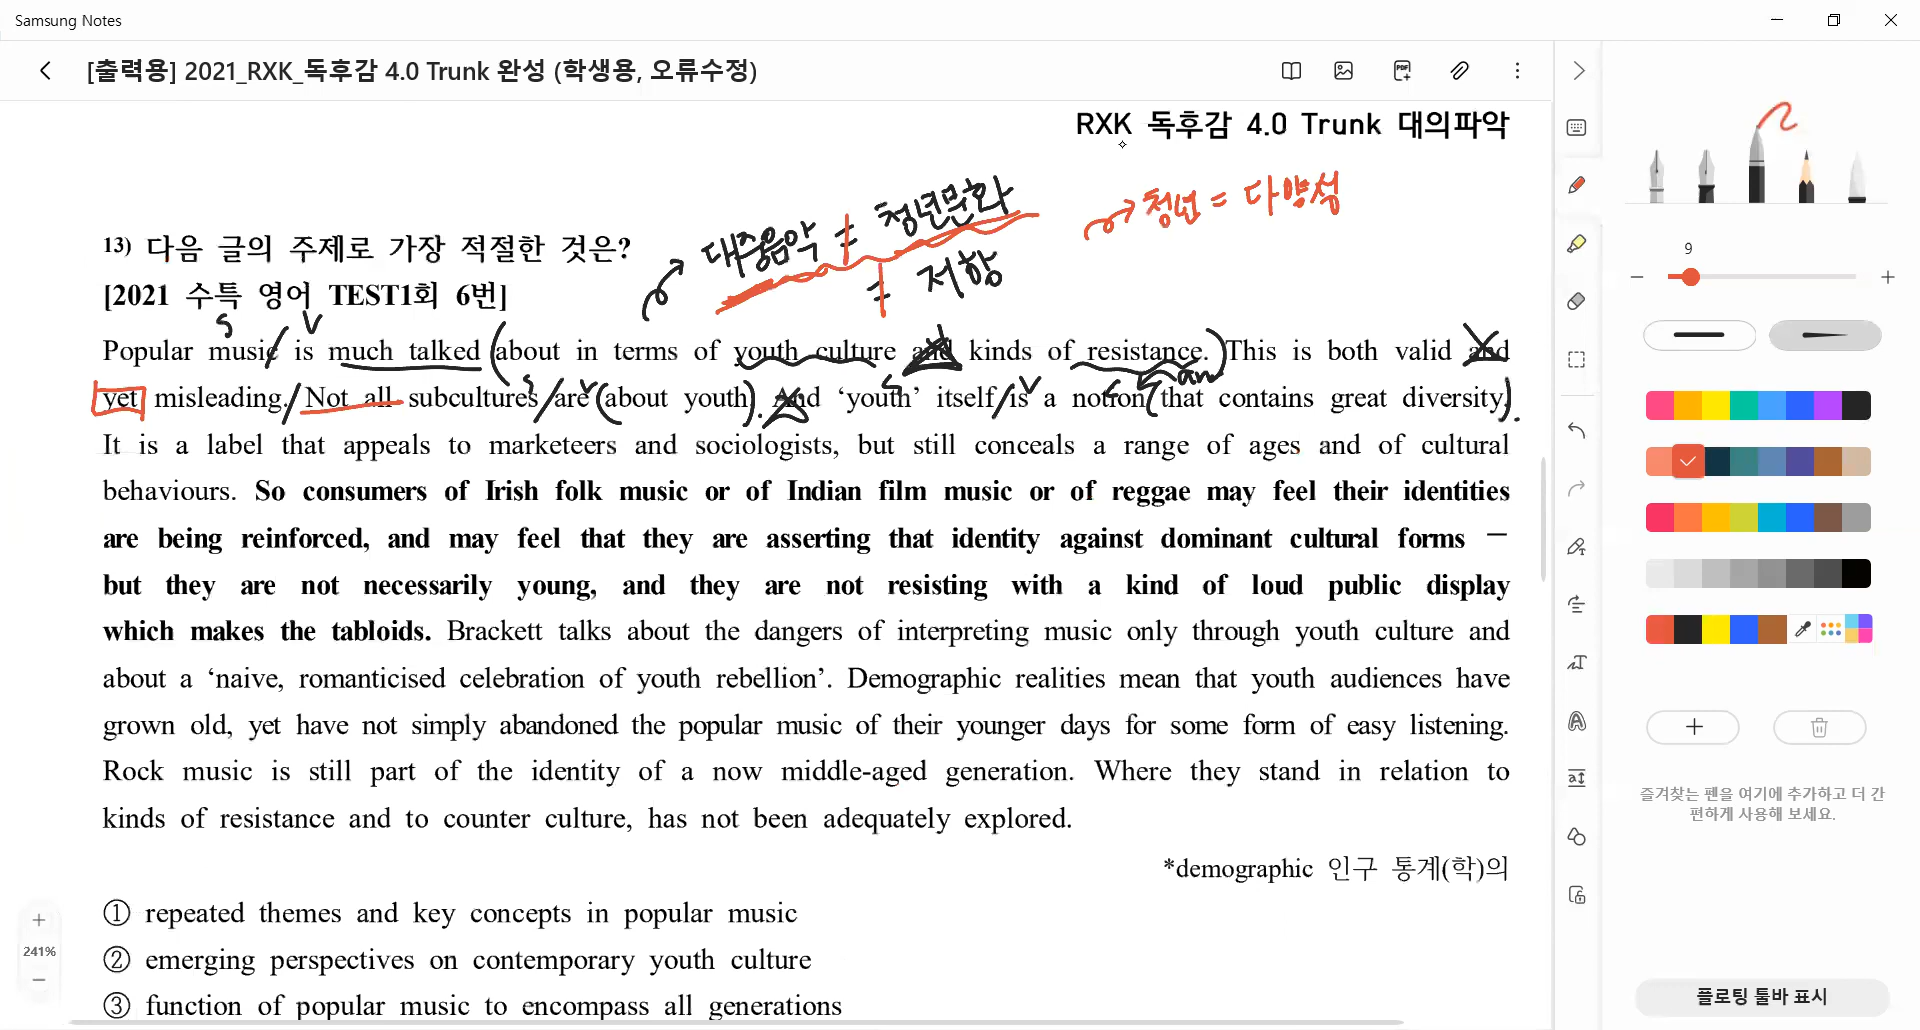 Samsung Notes
[출력용] 2021_RXK_독후감 4.0 Trunk 완성 (학생용, 오류수정)
RXK 독후감 4.0 Trunk 대의파악
청년 = 다양성
대중음악 = 청년문화
= 저항
13) 다음 글의 주제로 가장 적절한 것은?
[2021 수특 영어 TEST1회 6번]
S V
Popular music is much talked about in terms of youth culture and kinds of resistance. This is both valid and
S V S V
yet misleading. Not all subcultures are about youth. And ‘youth’ itself is a notion that contains great diversity.
It is a label that appeals to marketeers and sociologists, but still conceals a range of ages and of cultural
behaviours. So consumers of Irish folk music or of Indian film music or of reggae may feel their identities
are being reinforced, and may feel that they are asserting that identity against dominant cultural forms —
but they are not necessarily young, and they are not resisting with a kind of loud public display
which makes the tabloids. Brackett talks about the dangers of interpreting music only through youth culture and
about a ‘naive, romanticised celebration of youth rebellion’. Demographic realities mean that youth audiences have
grown old, yet have not simply abandoned the popular music of their younger days for some form of easy listening.
Rock music is still part of the identity of a now middle-aged generation. Where they stand in relation to
kinds of resistance and to counter culture, has not been adequately explored.
*demographic 인구 통계(학)의
① repeated themes and key concepts in popular music
② emerging perspectives on contemporary youth culture
③ function of popular music to encompass all generations
241%
9
즐겨찾는 펜을 여기에 추가하고 더 간
편하게 사용해 보세요.
플로팅 툴바 표시